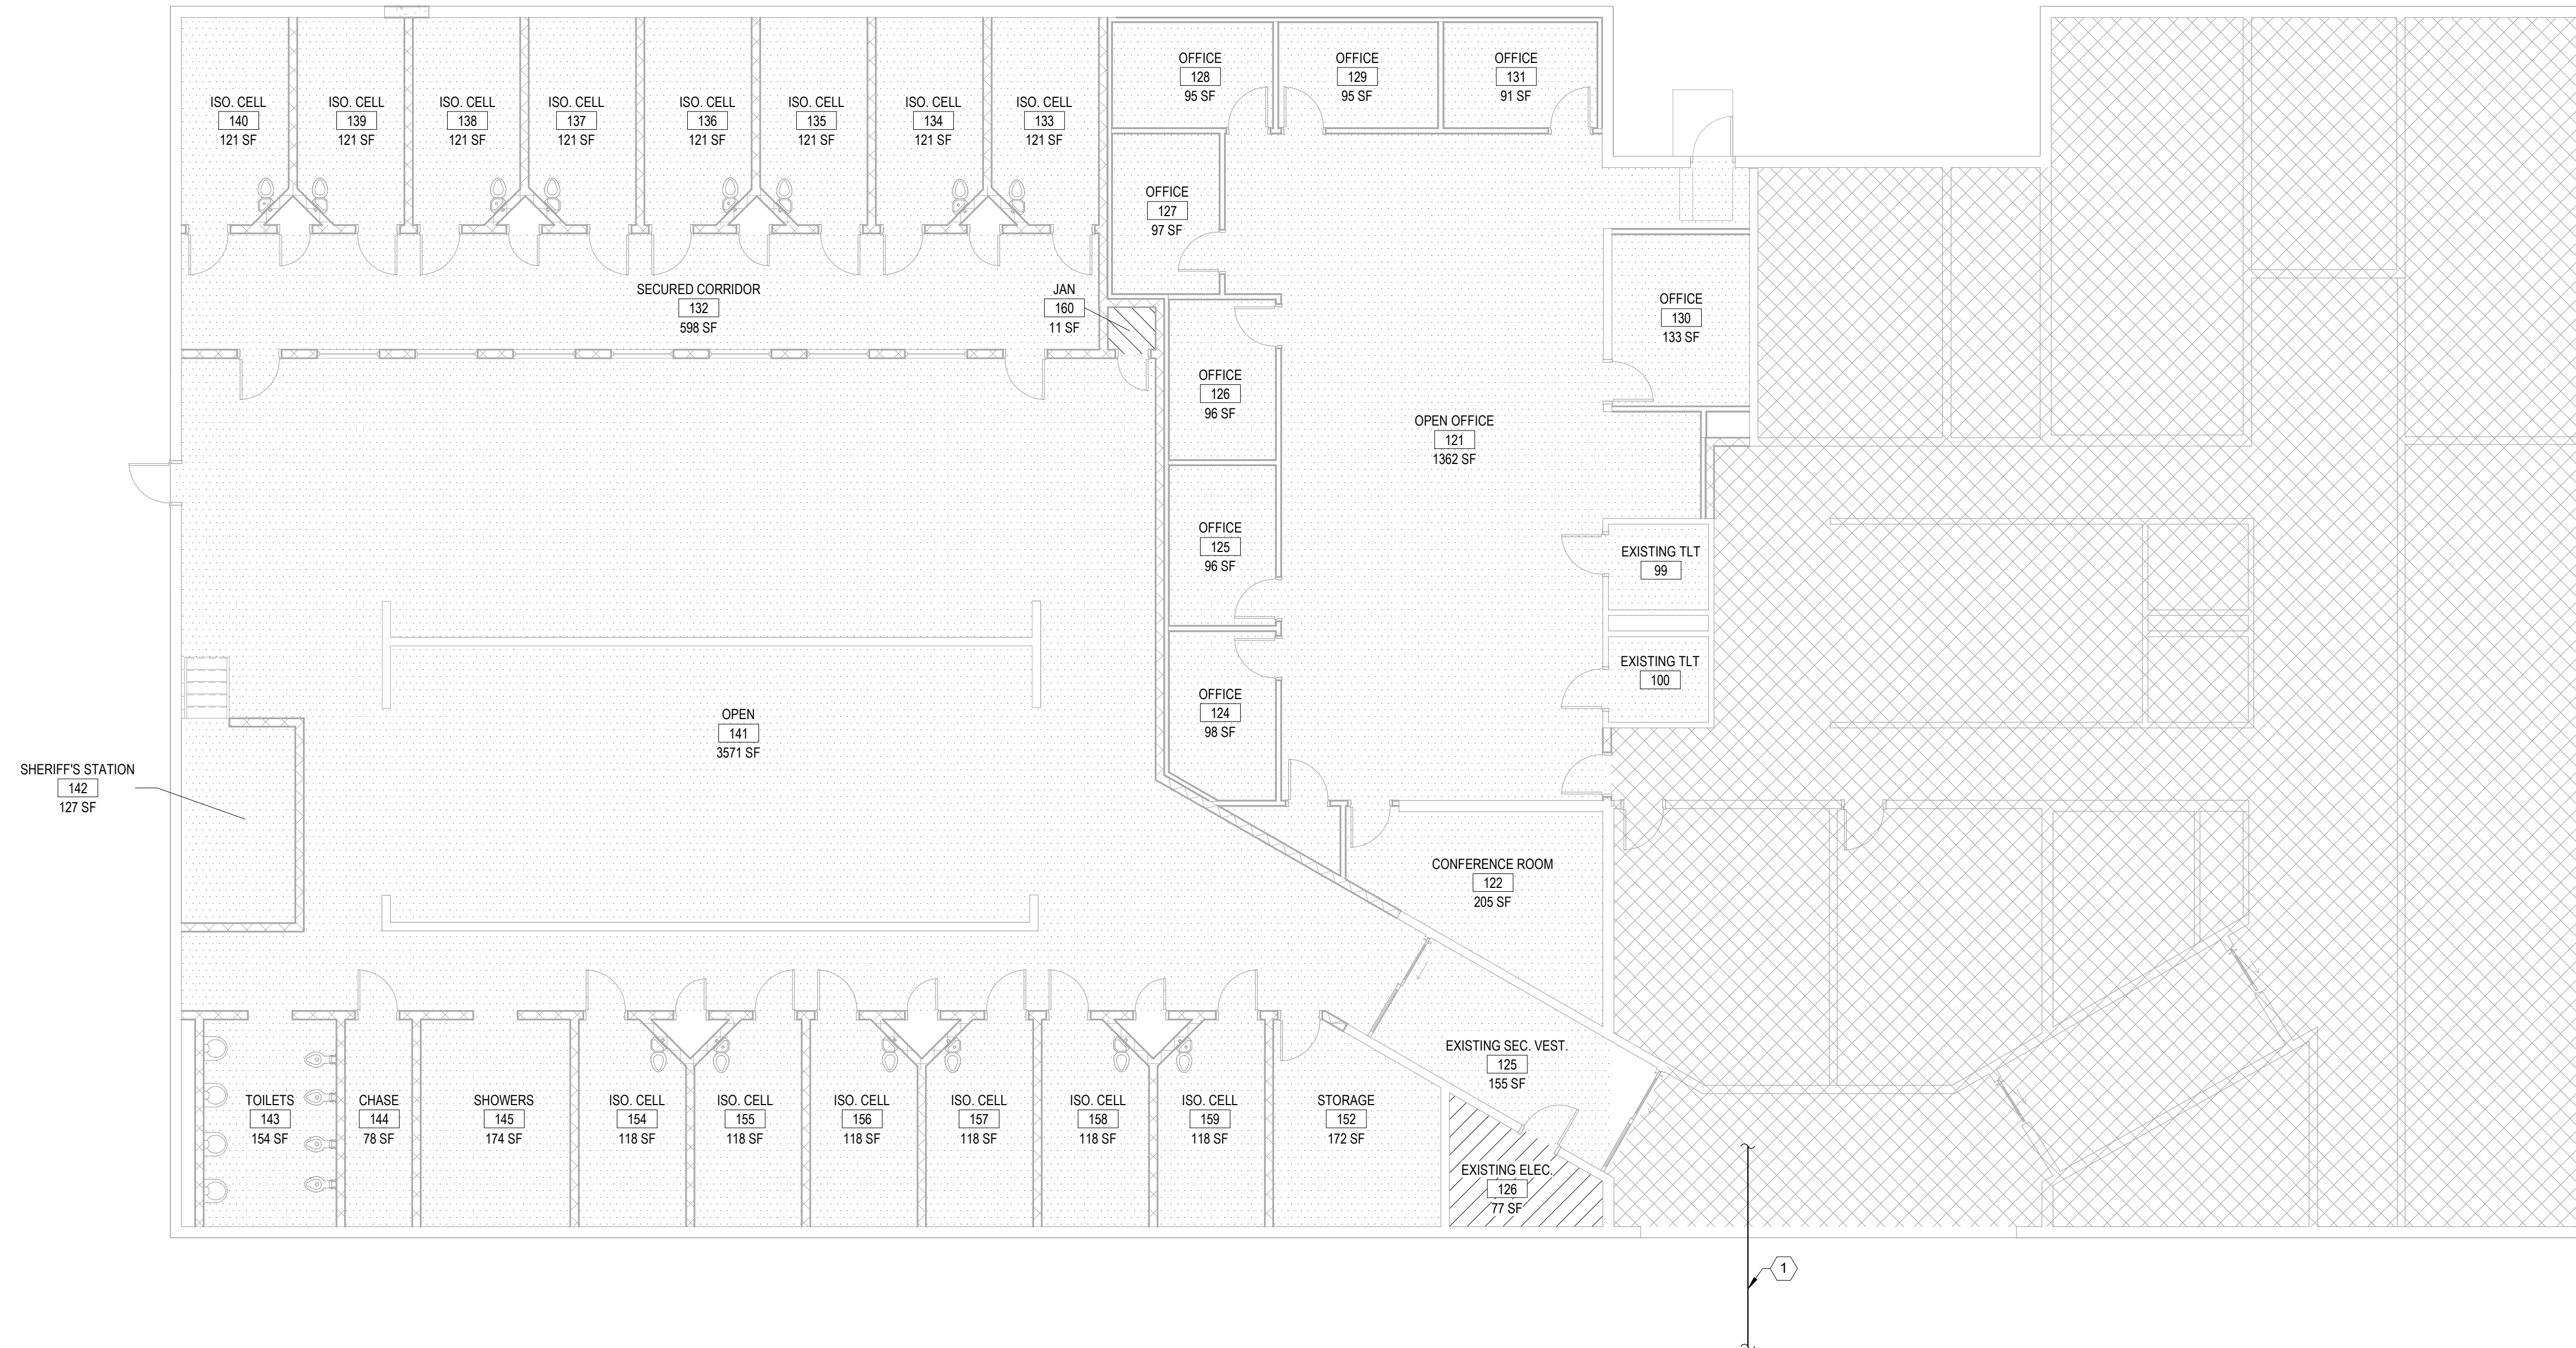 OFFICE
128
95 SF
OFFICE
129
95 SF
OFFICE
131
91 SF
ISO. CELL
140
121 SF
ISO. CELL
139
121 SF
ISO. CELL
138
121 SF
ISO. CELL
137
121 SF
ISO. CELL
136
121 SF
ISO. CELL
135
121 SF
ISO. CELL
134
121 SF
ISO. CELL
133
121 SF
OFFICE
127
97 SF
SECURED CORRIDOR
132
598 SF
JAN
160
11 SF
OFFICE
130
133 SF
OFFICE
126
96 SF
OPEN OFFICE
121
1362 SF
OFFICE
125
96 SF
EXISTING TLT
99
EXISTING TLT
100
OFFICE
124
98 SF
OPEN
141
3571 SF
SHERIFF'S STATION
142
127 SF
CONFERENCE ROOM
122
205 SF
EXISTING SEC. VEST.
125
155 SF
TOILETS
143
154 SF
CHASE
144
78 SF
SHOWERS
145
174 SF
ISO. CELL
154
118 SF
ISO. CELL
155
118 SF
ISO. CELL
156
118 SF
ISO. CELL
157
118 SF
ISO. CELL
158
118 SF
ISO. CELL
159
118 SF
STORAGE
152
172 SF
EXISTING ELEC.
126
77 SF
1